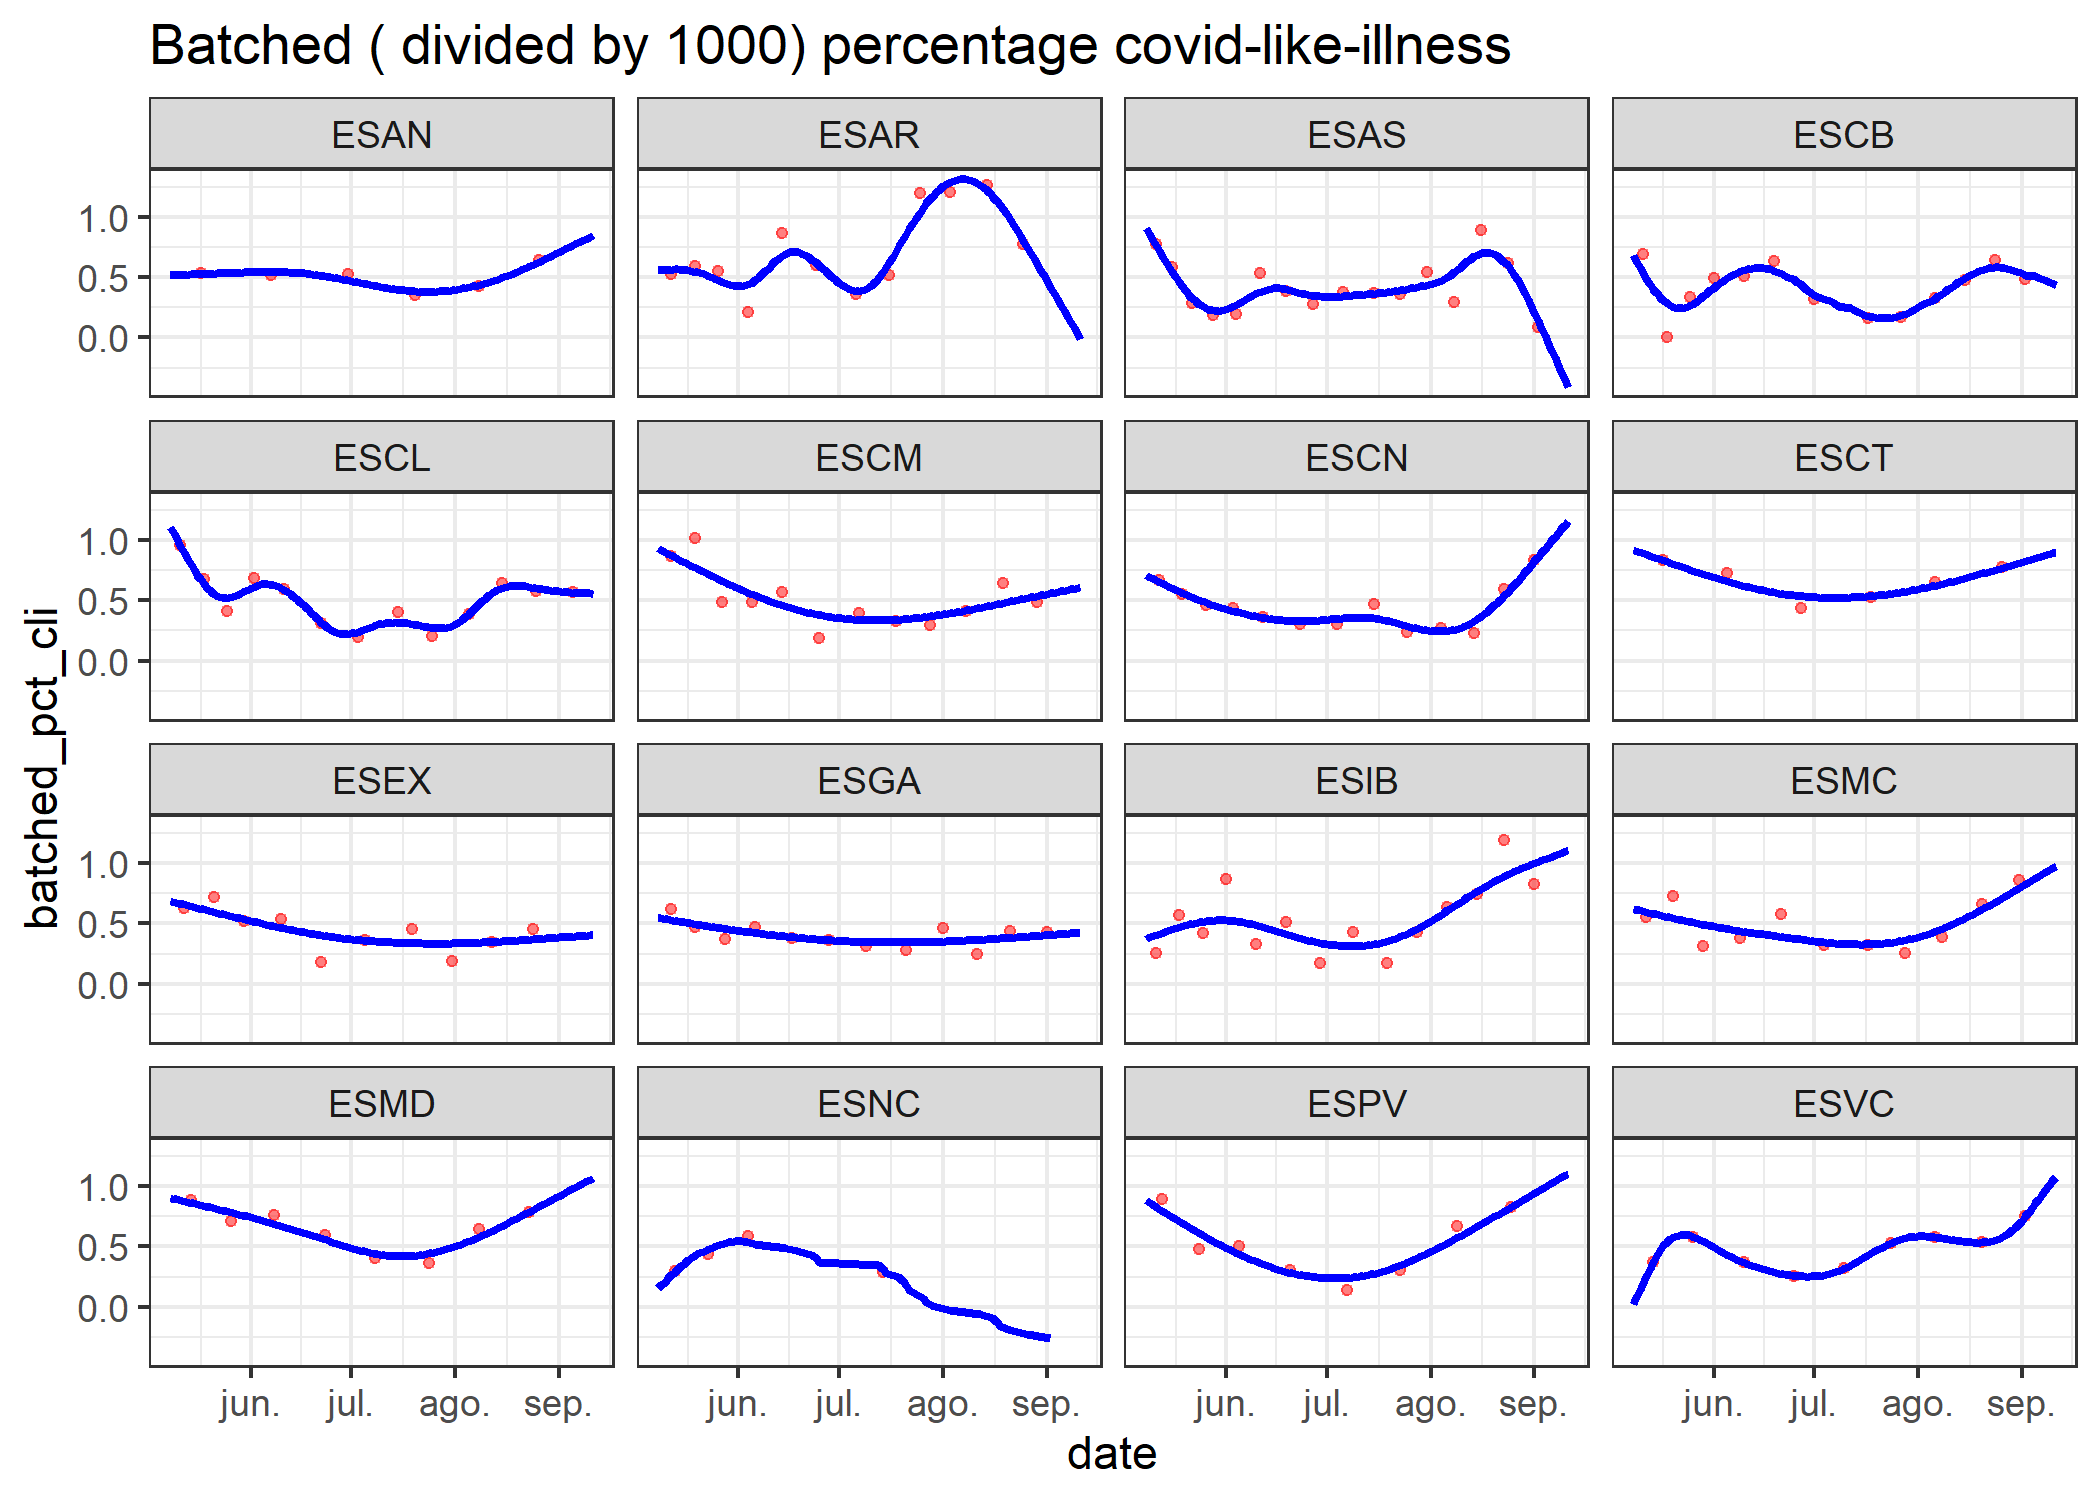 Batched ( divided by 1000) percentage covid-like-illness
ESAN ESAR ESAS ESCB
1.0
0.5
0.0
ESCL ESCM ESCN ESCT
1.0
0.5
0.0
ESEX ESGA ESIB ESMC
1.0
0.5
0.0
ESMD ESNC ESPV ESVC
1.0
0.5
0.0
jun. jul. ago. sep. jun. jul. ago. sep. jun. jul. ago. sep. jun. jul. ago. sep.
date
batched_pct_cli